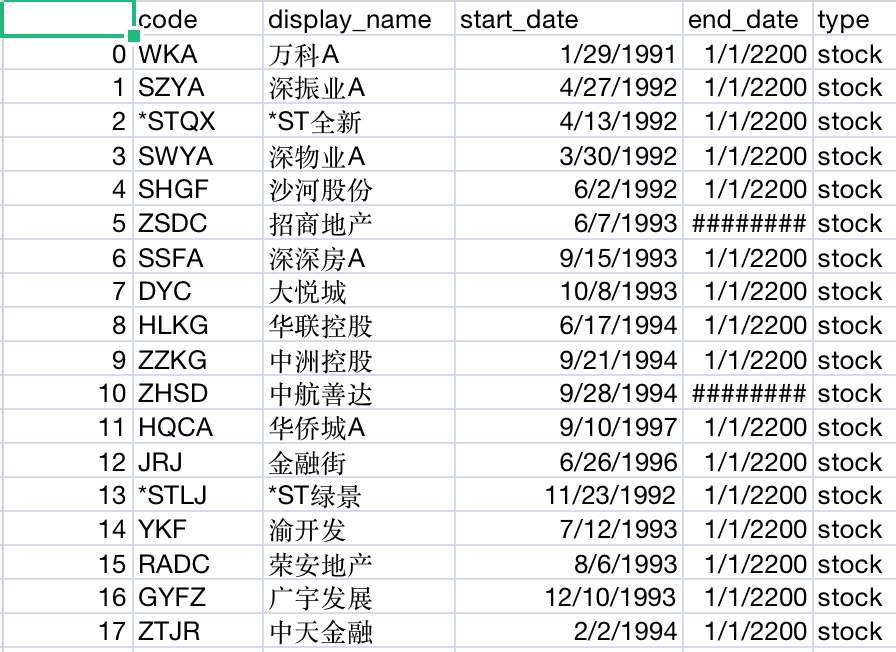 code display_name start_date end_date type
0 WKA 万科A 1/29/1991 1/1/2200 stock
1 SZYA 深振业A 4/27/1992 1/1/2200 stock
2 *STQX *ST全新 4/13/1992 1/1/2200 stock
3 SWYA 深物业A 3/30/1992 1/1/2200 stock
4 SHGF 沙河股份 6/2/1992 1/1/2200 stock
5 ZSDC 招商地产 6/7/1993 ######## stock
6 SSFA 深深房A 9/15/1993 1/1/2200 stock
7 DYC 大悦城 10/8/1993 1/1/2200 stock
8 HLKG 华联控股 6/17/1994 1/1/2200 stock
9 ZZKG 中洲控股 9/21/1994 1/1/2200 stock
10 ZHSD 中航善达 9/28/1994 ######## stock
11 HQCA 华侨城A 9/10/1997 1/1/2200 stock
12 JRJ 金融街 6/26/1996 1/1/2200 stock
13 *STLJ *ST绿景 11/23/1992 1/1/2200 stock
14 YKF 渝开发 7/12/1993 1/1/2200 stock
15 RADC 荣安地产 8/6/1993 1/1/2200 stock
16 GYFZ 广宇发展 12/10/1993 1/1/2200 stock
17 ZTJR 中天金融 2/2/1994 1/1/2200 stock